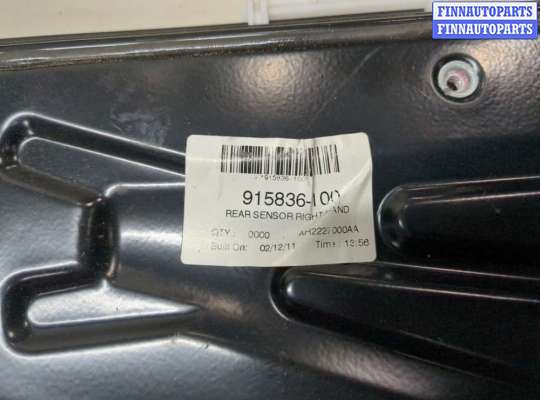 FINNAUTOPARTS
FINNAUTOPARTS
915836-100
REAR SENSOR RIGHT HAND
QTY: 0000
Built On: 02/12/11 Time: 13:56